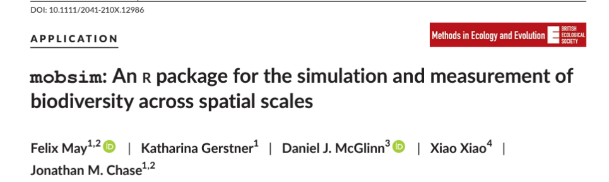 DOI: 10.1111/2041-210X.12986
APPLICATION
Methods in Ecology and Evolution
BRITISH
ECOLOGICAL
SOCIETY
mobsim: An R package for the simulation and measurement of
biodiversity across spatial scales
Felix May1,2 iD | Katharina Gerstner1 | Daniel J. McGlinn3 iD | Xiao Xiao4 |
Jonathan M. Chase1,2